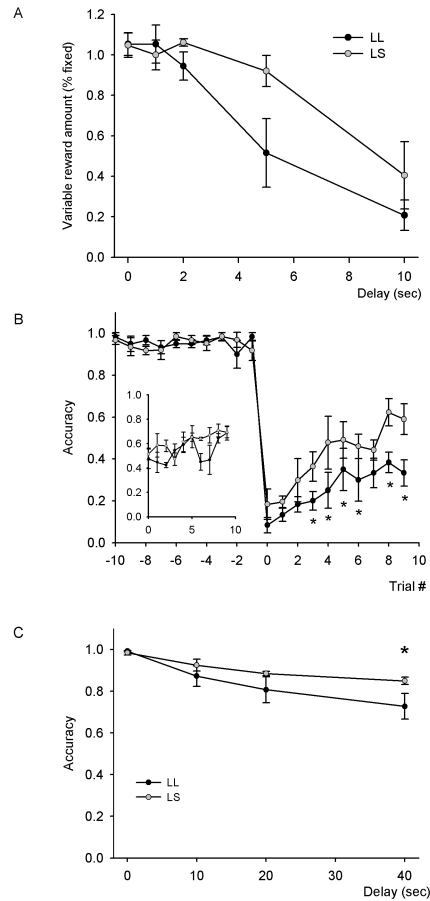 A
Variable reward amount (% fixed)
1.2
1.0
0.8
0.6
0.4
0.2
0.0
LL
LS
0 2 4 6 8 10
Delay (sec)
B
Accuracy
1.0
0.8
0.6
0.4
0.2
0.0
1.0
0.8
0.6
0.4
0.2
0.0
0 5 10
* * * * * *
-10 -8 -6 -4 -2 0 2 4 6 8 10
Trial #
C
Accuracy
1.0
0.8
0.6
0.4
0.2
0.0
*
LL
LS
0 10 20 30 40
Delay (sec)